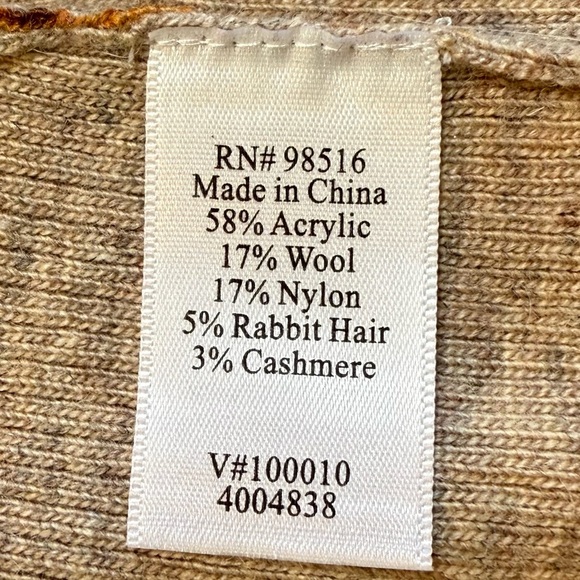 RN# 98516
Made in China
58% Acrylic
17% Wool
17% Nylon
5% Rabbit Hair
3% Cashmere
V#100010
4004838